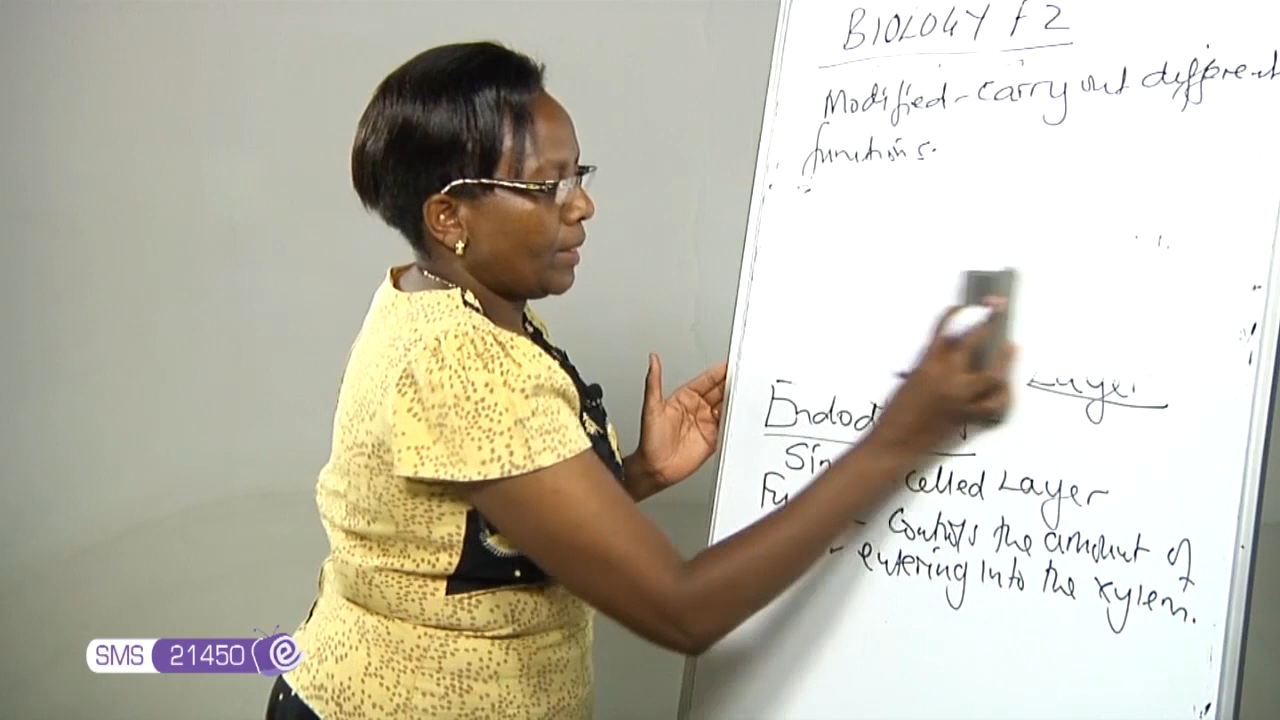 BIOLOGY F2
Modified - carry out different
functions.
Layer
Endod
Sin celled Layer
Fu
- Controls the amount of
- entering into the xylem.
SMS 21450 e